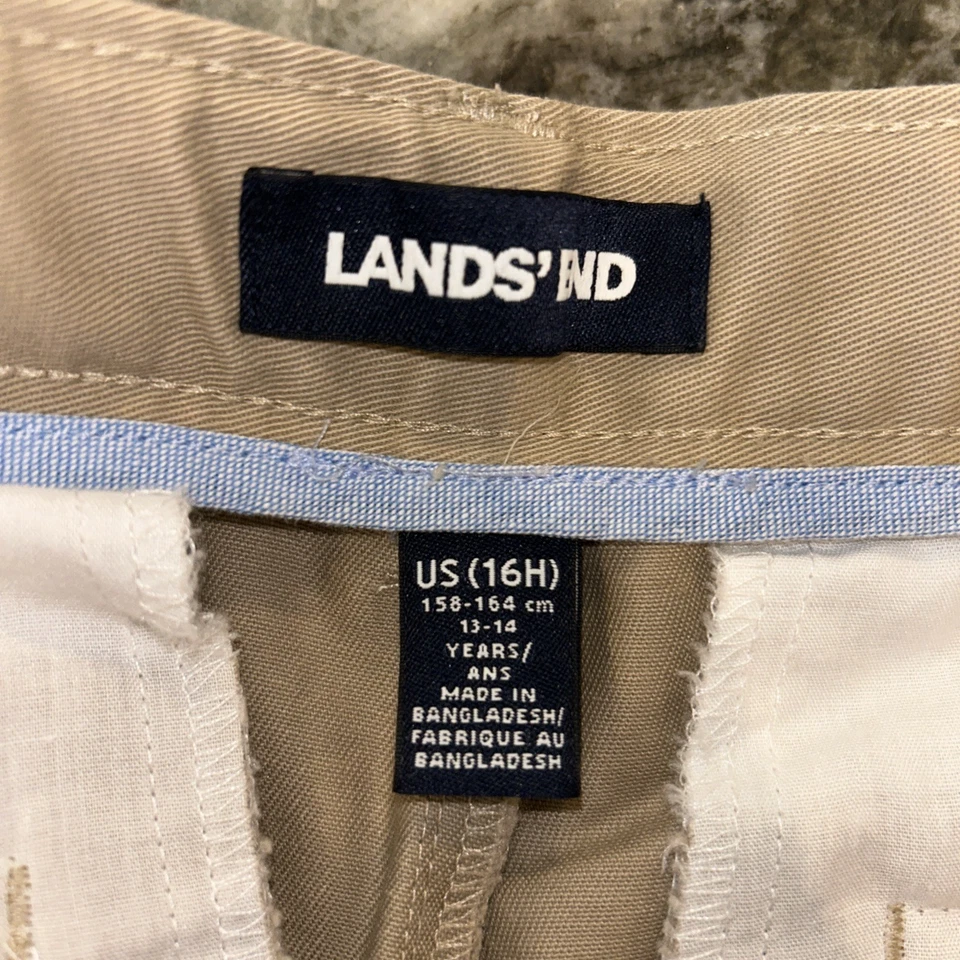 LANDS' END
US (16H)
158-164 cm
13-14
YEARS/
ANS
MADE IN
BANGLADESH/
FABRIQUE AU
BANGLADESH